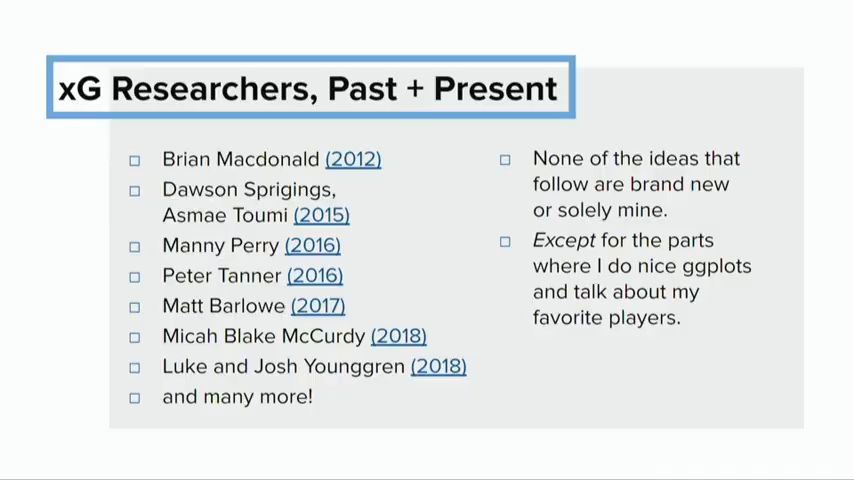 xG Researchers, Past + Present
Brian Macdonald (2012)
Dawson Sprigings,
Asmae Toumi (2015)
Manny Perry (2016)
Peter Tanner (2016)
Matt Barlowe (2017)
Micah Blake McCurdy (2018)
Luke and Josh Younggren (2018)
and many more!
None of the ideas that
follow are brand new
or solely mine.
Except for the parts
where I do nice ggplots
and talk about my
favorite players.